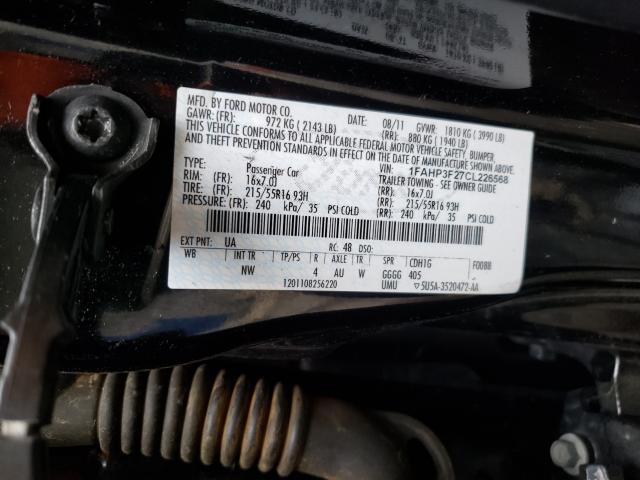 MFD. BY FORD MOTOR CO.
DATE: 08/11 GVWR: 1810 KG ( 3990 LB)
GAWR: (FR): 972 KG ( 2143 LB) (RR): 880 KG ( 1940 LB)
THIS VEHICLE CONFORMS TO ALL APPLICABLE FEDERAL MOTOR VEHICLE SAFETY, BUMPER,
AND THEFT PREVENTION STANDARDS IN EFFECT ON THE DATE OF MANUFACTURE SHOWN ABOVE.
VIN: 1FAHP3F27CL226568
TYPE: Passenger Car TRAILER TOWING - SEE OWNER GUIDE
RIM: (FR) 16x7.0J (RR) 16x7.0J
TIRE: (FR) 215/55R16 93H (RR) 215/55R16 93H
PRESSURE: (FR) 240 kPa/ 35 PSI COLD (RR) 240 kPa/ 35 PSI COLD
EXT PNT: UA RC: 48 DSO:
WB INT TR TP/PS R AXLE TR SPR CDH1G F0088
NW 4 AU W GGGG 405
1201108256220 UMU ▽5U5A-3520472-AA